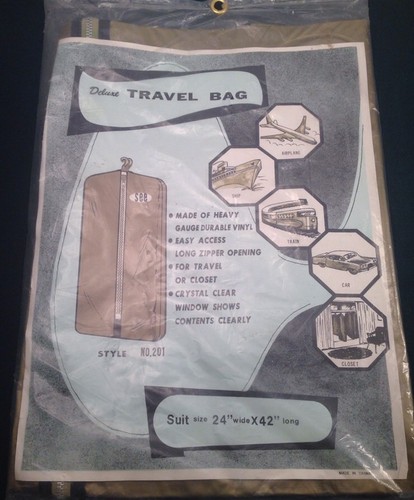 Deluxe TRAVEL BAG
AIRPLANE
SHIP
TRAIN
CAR
CLOSET
• MADE OF HEAVY
GAUGE DURABLE VINYL
• EASY ACCESS
LONG ZIPPER OPENING
• FOR TRAVEL
OR CLOSET
• CRYSTAL CLEAR
WINDOW SHOWS
CONTENTS CLEARLY
STYLE NO.201
Suit size 24" wide X 42" long
MADE IN